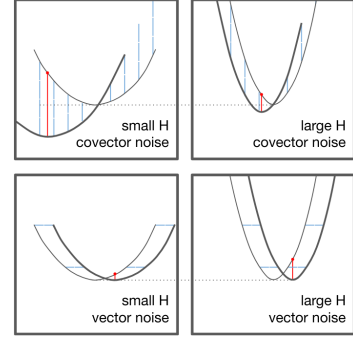 small H
covector noise
large H
covector noise
small H
vector noise
large H
vector noise